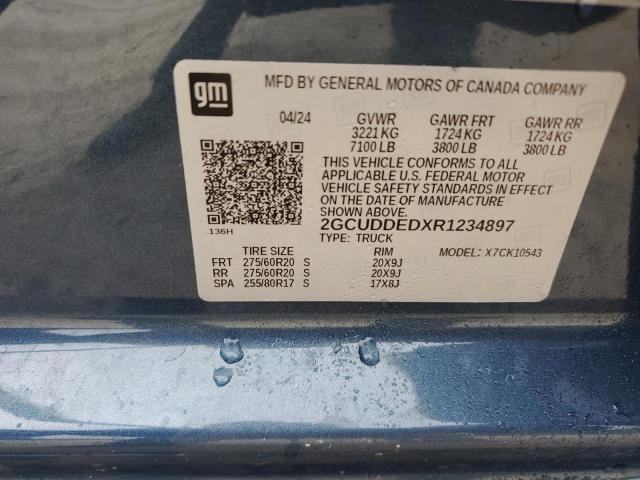 gm
MFD BY GENERAL MOTORS OF CANADA COMPANY
04/24 GVWR GAWR FRT GAWR RR
3221 KG 1724 KG 1724 KG
7100 LB 3800 LB 3800 LB
THIS VEHICLE CONFORMS TO ALL
APPLICABLE U.S. FEDERAL MOTOR
VEHICLE SAFETY STANDARDS IN EFFECT
ON THE DATE OF MANUFACTURE
SHOWN ABOVE.
2GCUDDEDXR1234897
136H
TYPE: TRUCK
TIRE SIZE RIM MODEL: X7CK10543
FRT 275/60R20 S 20X9J
RR 275/60R20 S 20X9J
SPA 255/80R17 S 17X8J